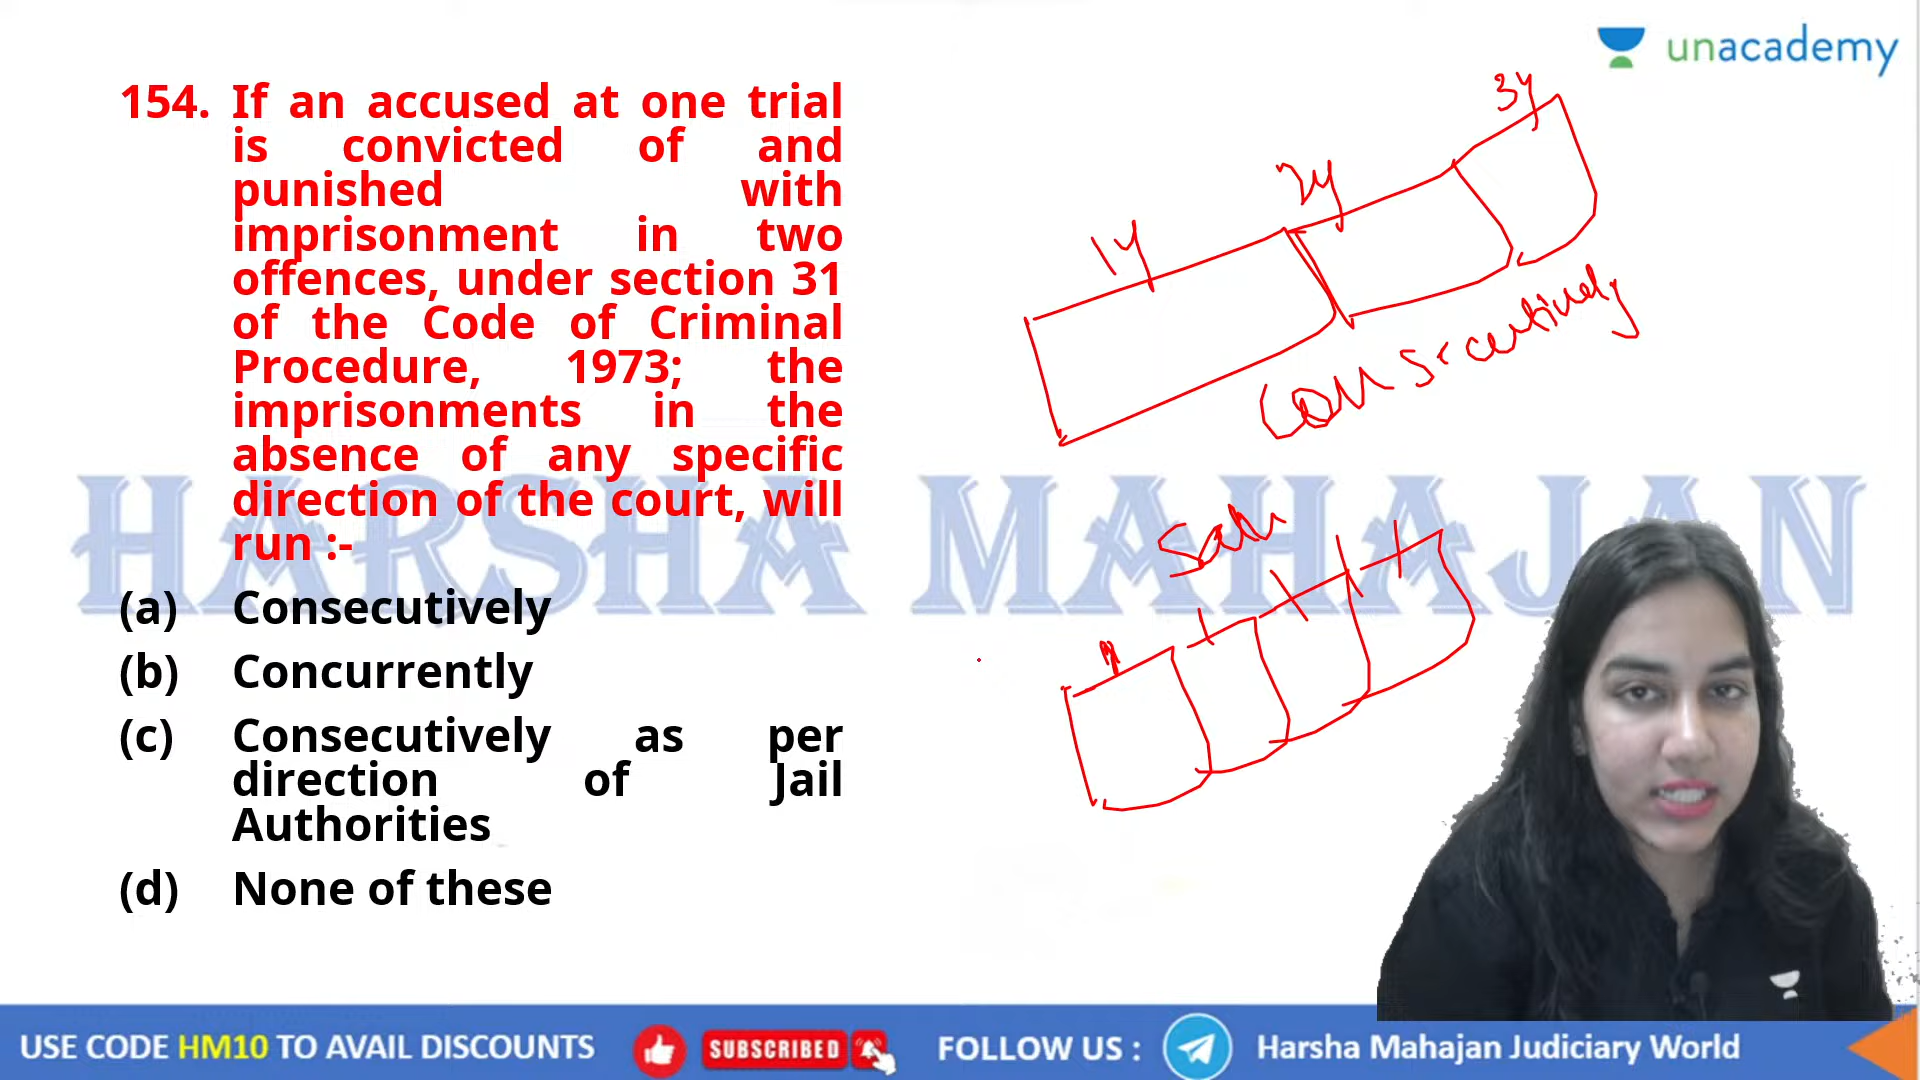 unacademy
154. If an accused at one trial
is convicted of and
punished with
imprisonment in two
offences, under section 31
of the Code of Criminal
Procedure, 1973; the
imprisonments in the
absence of any specific
direction of the court, will
run :-
(a) Consecutively
(b) Concurrently
(c) Consecutively as per
direction of Jail
Authorities
(d) None of these
1y
2y
3y
Consecutively
HARSHA MAHAJAN
USE CODE HM10 TO AVAIL DISCOUNTS
SUBSCRIBED
FOLLOW US :
Harsha Mahajan Judiciary World